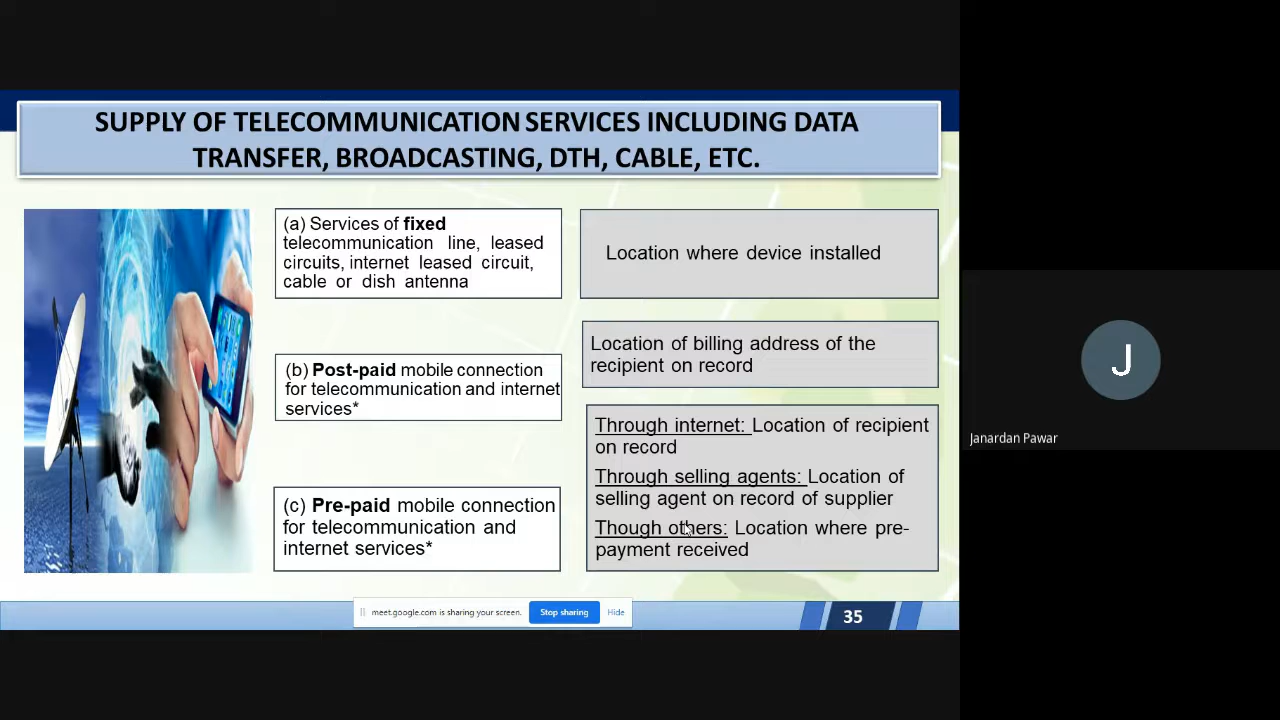 SUPPLY OF TELECOMMUNICATION SERVICES INCLUDING DATA
TRANSFER, BROADCASTING, DTH, CABLE, ETC.
(a) Services of fixed
telecommunication line, leased
circuits, internet leased circuit,
cable or dish antenna
Location where device installed
(b) Post-paid mobile connection
for telecommunication and internet
services*
Location of billing address of the
recipient on record
(c) Pre-paid mobile connection
for telecommunication and
internet services*
Through internet: Location of recipient
on record
Through selling agents: Location of
selling agent on record of supplier
Though others: Location where pre-
payment received
meet.google.com is sharing your screen.
Stop sharing
Hide
35
J
Janardan Pawar